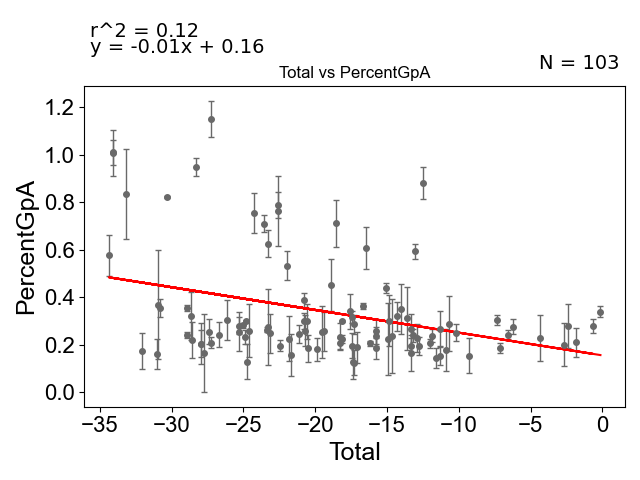 r^2 = 0.12
y = -0.01x + 0.16
N = 103
Total vs PercentGpA
PercentGpA
1.2
1.0
0.8
0.6
0.4
0.2
0.0
−35 −30 −25 −20 −15 −10 −5 0
Total